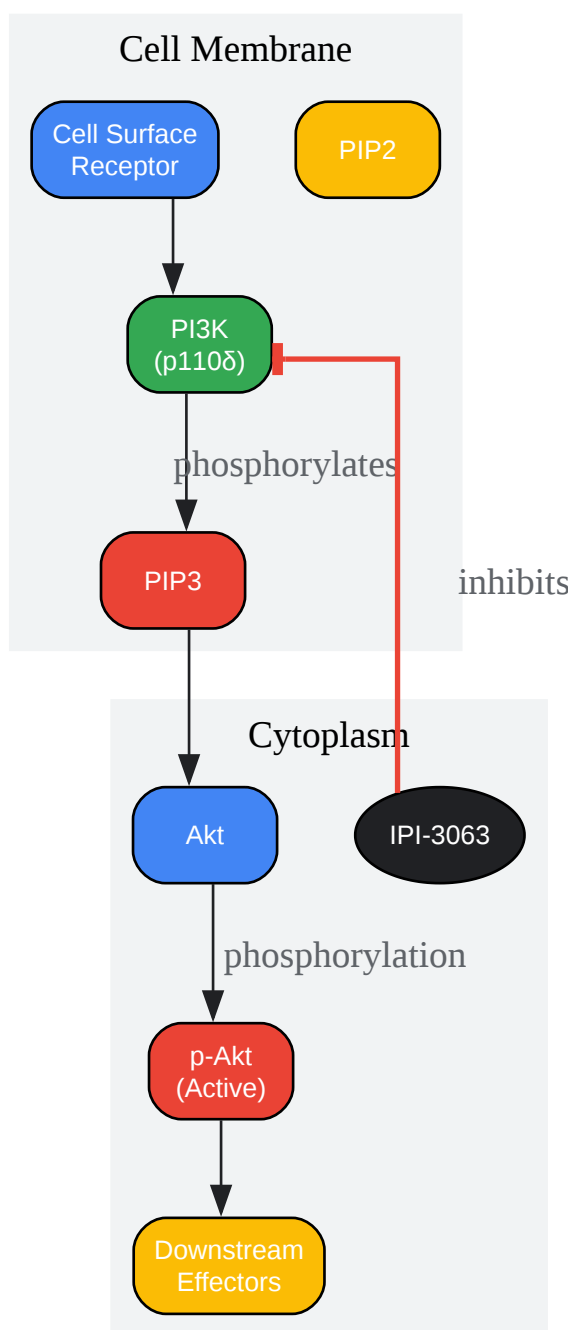 Cell Membrane
Cell Surface
Receptor
PIP2
PI3K
(p110δ)
phosphorylates
PIP3
inhibits
Cytoplasm
Akt
IPI-3063
phosphorylation
p-Akt
(Active)
Downstream
Effectors